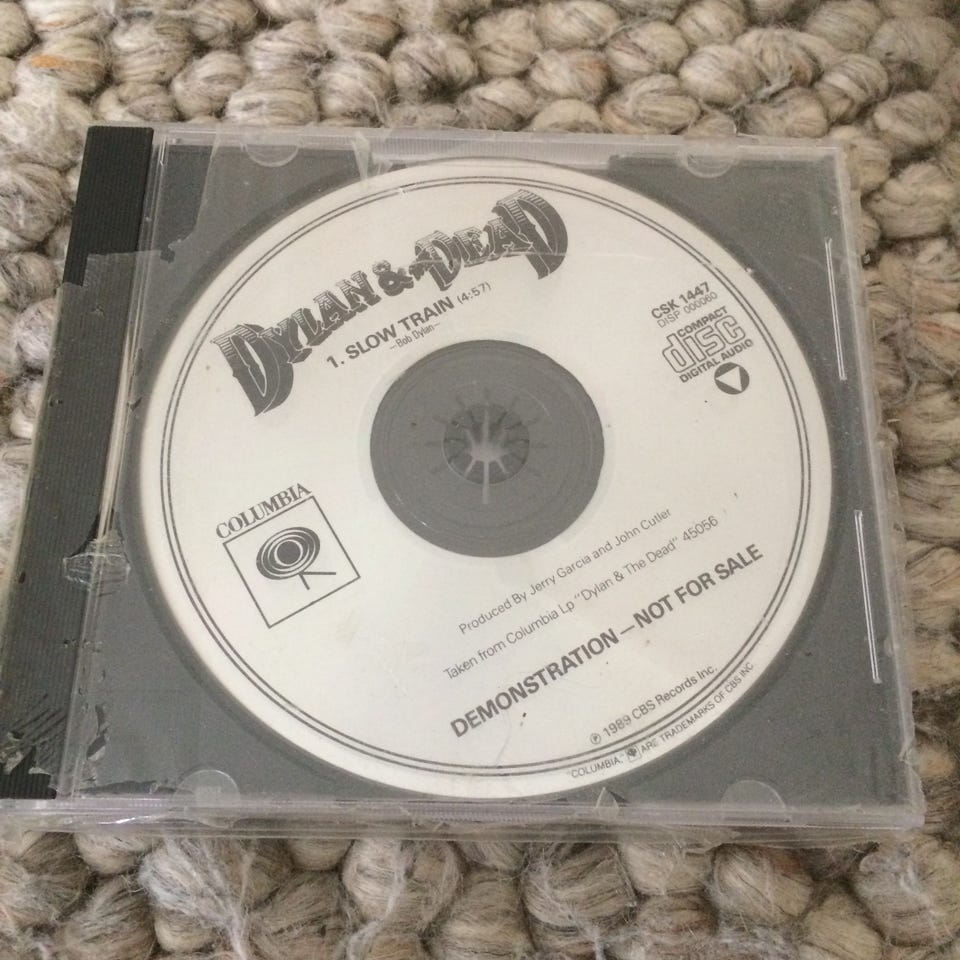 DYLAN & THE DEAD
1. SLOW TRAIN (4:57)
—Bob Dylan—
CSK 1447
DISP 000060
COMPACT
disc
DIGITAL AUDIO
COLUMBIA
Produced By Jerry Garcia and John Cutler
Taken from Columbia Lp "Dylan & The Dead" 45056
DEMONSTRATION—NOT FOR SALE
℗ 1989 CBS Records Inc.
"COLUMBIA," ARE TRADEMARKS OF CBS INC